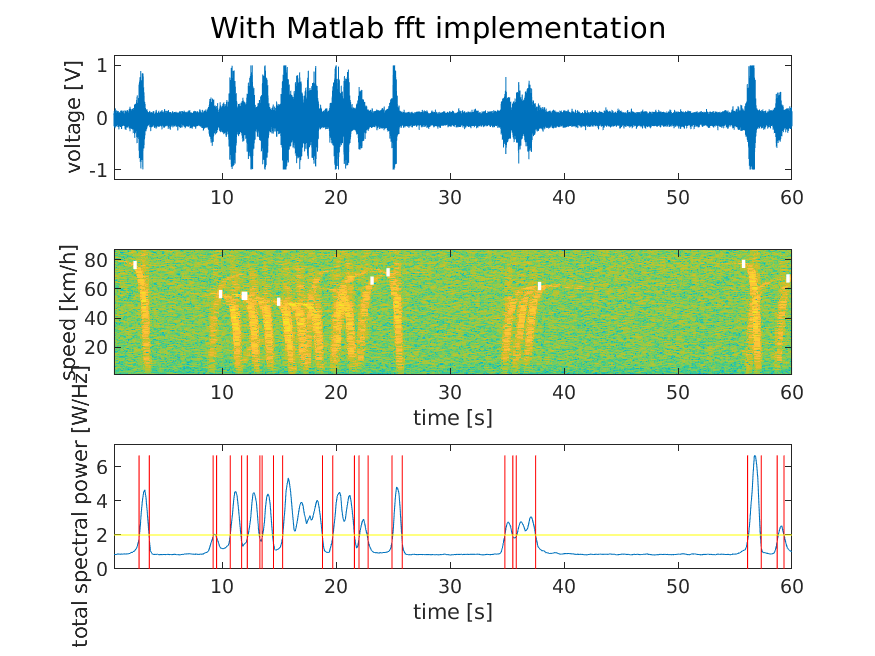 With Matlab fft implementation
voltage [V]
1
0
-1
10 20 30 40 50 60
speed [km/h]
80
60
40
20
10 20 30 40 50 60
time [s]
total spectral power [W/Hz]
6
4
2
0
10 20 30 40 50 60
time [s]